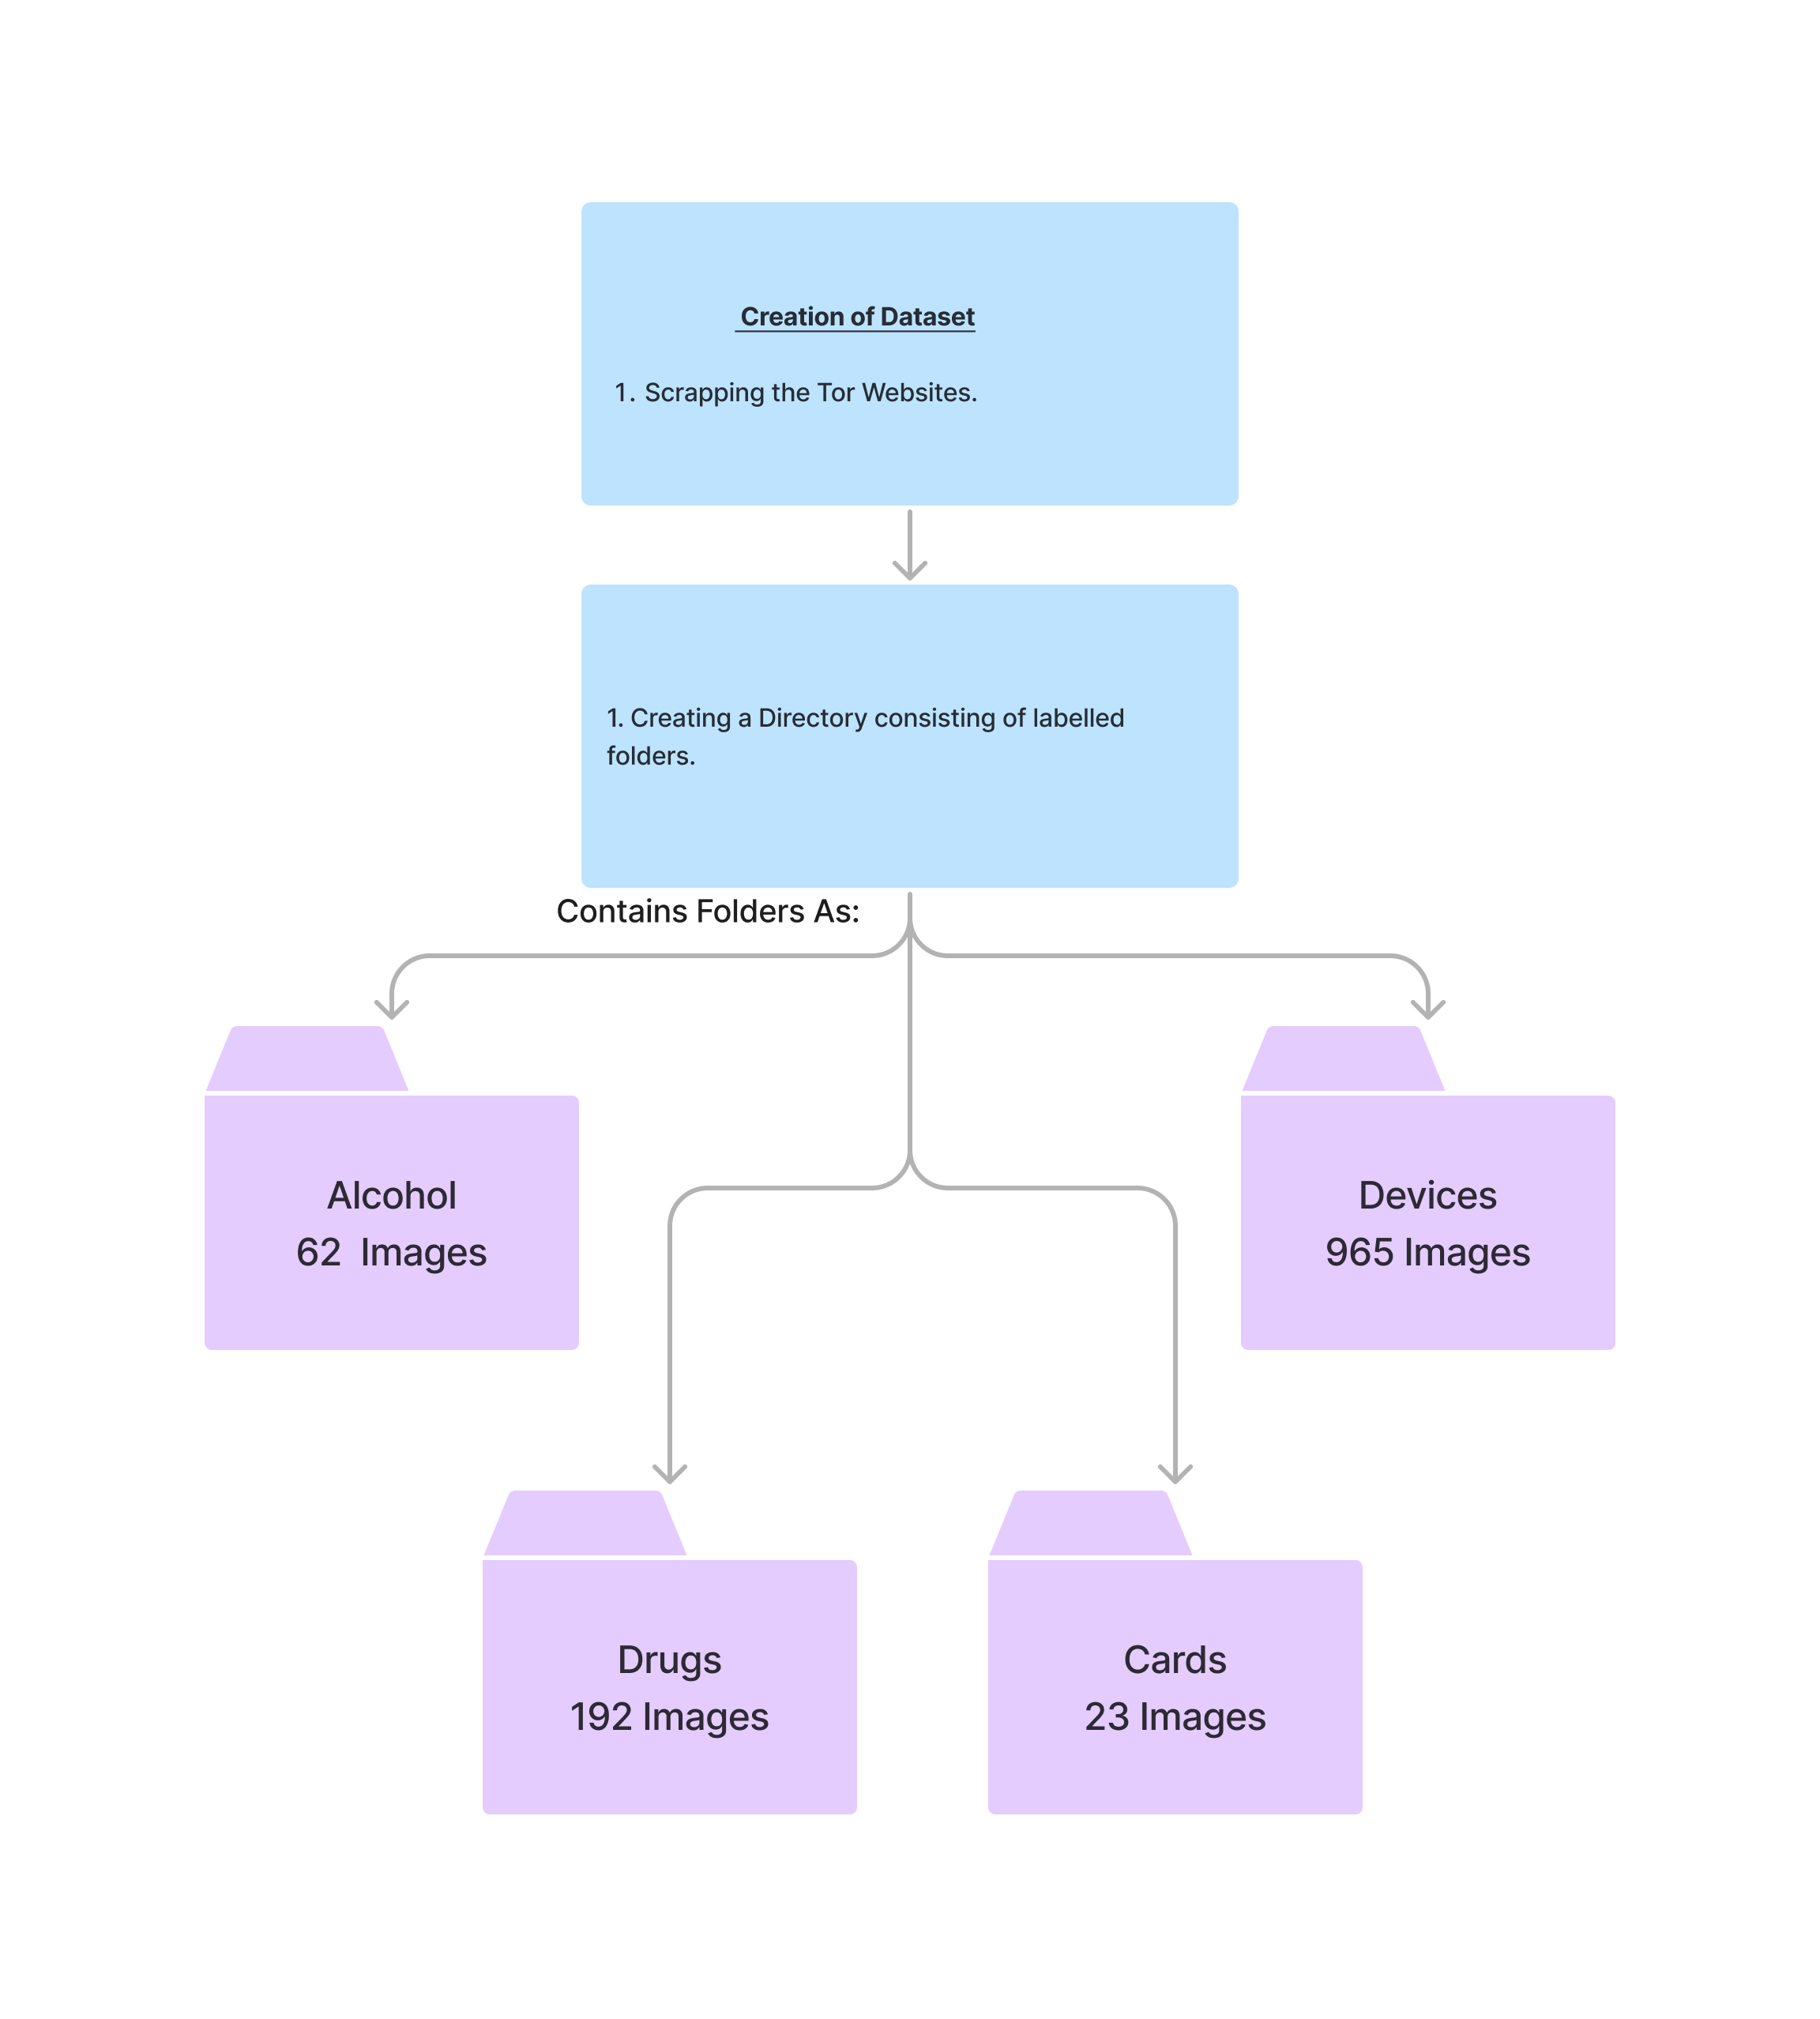 Creation of Dataset
1. Scrapping the Tor Websites.
1. Creating a Directory consisting of labelled
folders.
Contains Folders As:
Alcohol
62 Images
Devices
965 Images
Drugs
192 Images
Cards
23 Images